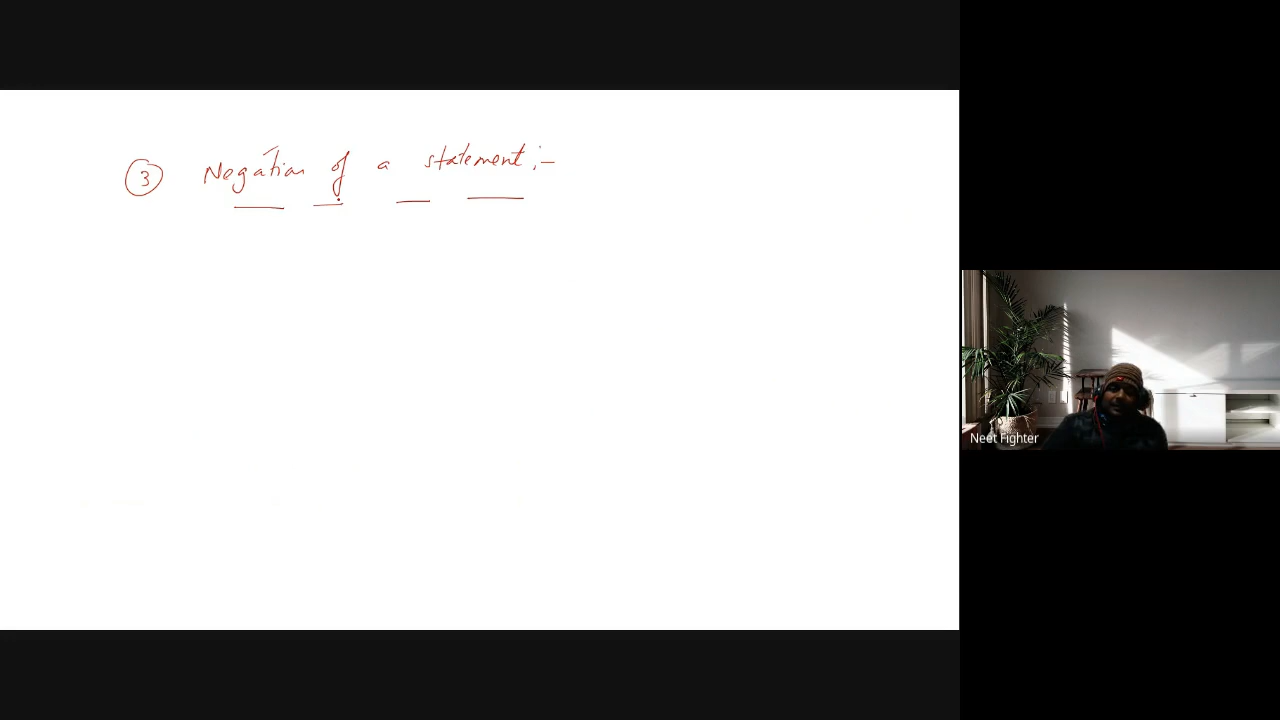 ③ Negation of a statement :-
Neet Fighter